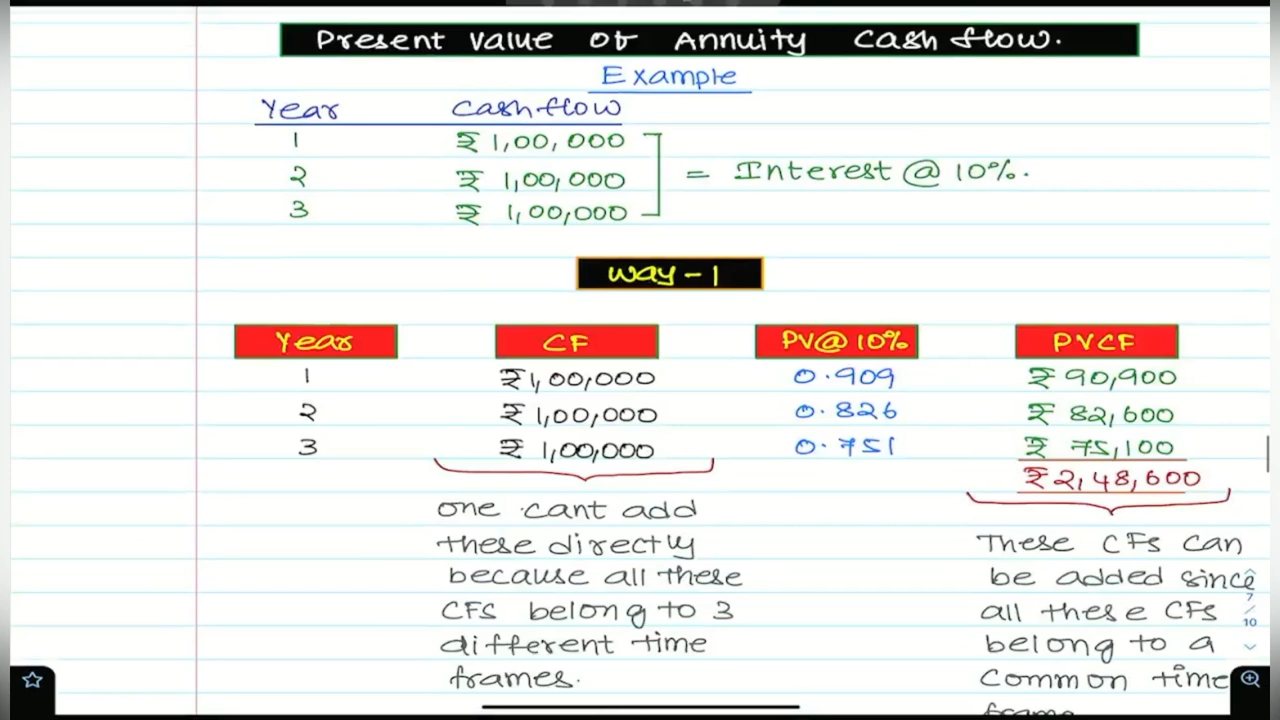 Present Value of Annuity Cash flow.
Example
Year Cashflow
1 ₹ 1,00,000
2 ₹ 1,00,000
3 ₹ 1,00,000
= Interest @ 10%.
Way-1
Year CF PV@10% PVCF
1 ₹1,00,000 0.909 ₹90,900
2 ₹1,00,000 0.826 ₹ 82,600
3 ₹ 1,00,000 0.751 ₹ 75,100
₹2,48,600
one cant add
these directly
because all these
CFS belong to 3
different time
frames.
These CFs can
be added since
all these CFs
belong to a
common time
frame
7/10